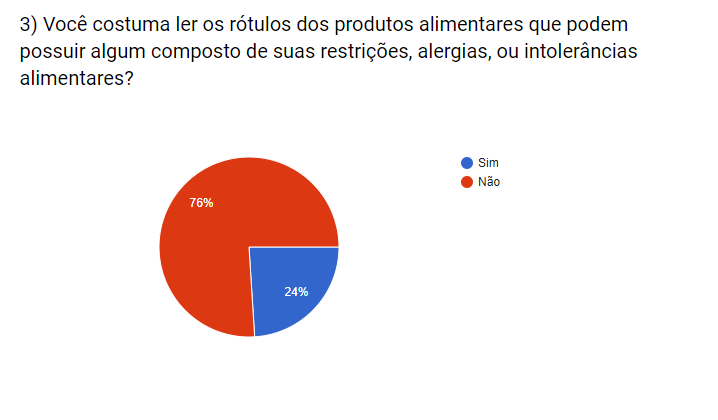 3) Você costuma ler os rótulos dos produtos alimentares que podem
possuir algum composto de suas restrições, alergias, ou intolerâncias
alimentares?
Sim
Não
76%
24%